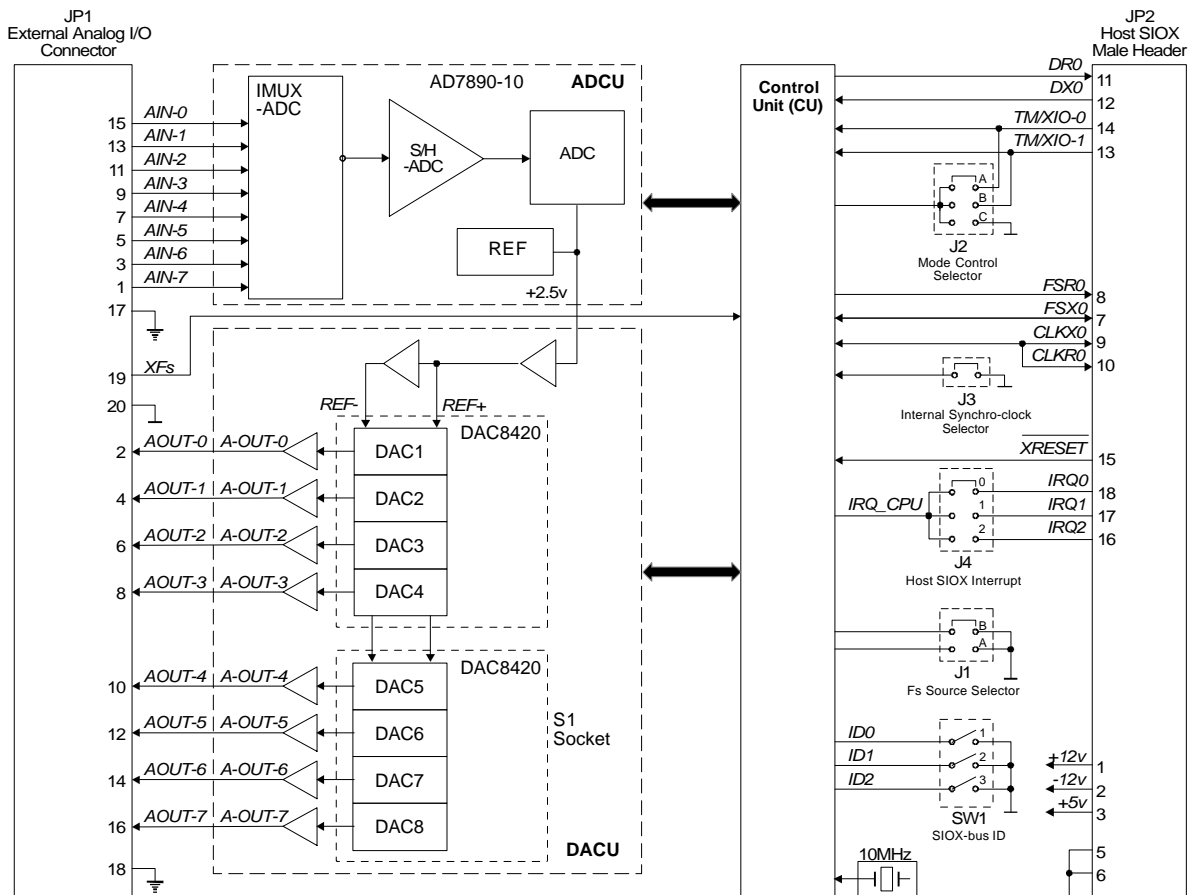 JP1
External Analog I/O
Connector
JP2
Host SIOX
Male Header
15 AIN-0
13 AIN-1
11 AIN-2
9 AIN-3
7 AIN-4
5 AIN-5
3 AIN-6
1 AIN-7
17
19 XFs
20
2 AOUT-0 A-OUT-0
4 AOUT-1 A-OUT-1
6 AOUT-2 A-OUT-2
8 AOUT-3 A-OUT-3
10 AOUT-4 A-OUT-4
12 AOUT-5 A-OUT-5
14 AOUT-6 A-OUT-6
16 AOUT-7 A-OUT-7
18
AD7890-10 ADCU
IMUX
-ADC
S/H
-ADC
ADC
REF
+2.5v
REF- REF+
DAC8420
DAC1
DAC2
DAC3
DAC4
DAC8420
DAC5
DAC6
DAC7
DAC8
S1
Socket
DACU
Control
Unit (CU)
DR0 11
DX0 12
TM/XIO-0 14
TM/XIO-1 13
A
B
C
J2
Mode Control
Selector
FSR0 8
FSX0 7
CLKX0 9
CLKR0 10
J3
Internal Synchro-clock
Selector
XRESET 15
IRQ_CPU
0
1
2
IRQ0 18
IRQ1 17
IRQ2 16
J4
Host SIOX Interrupt
B
A
J1
Fs Source Selector
ID0 1
ID1 2
ID2 3
SW1
SIOX-bus ID
+12v 1
-12v 2
+5v 3
5
6
10MHz